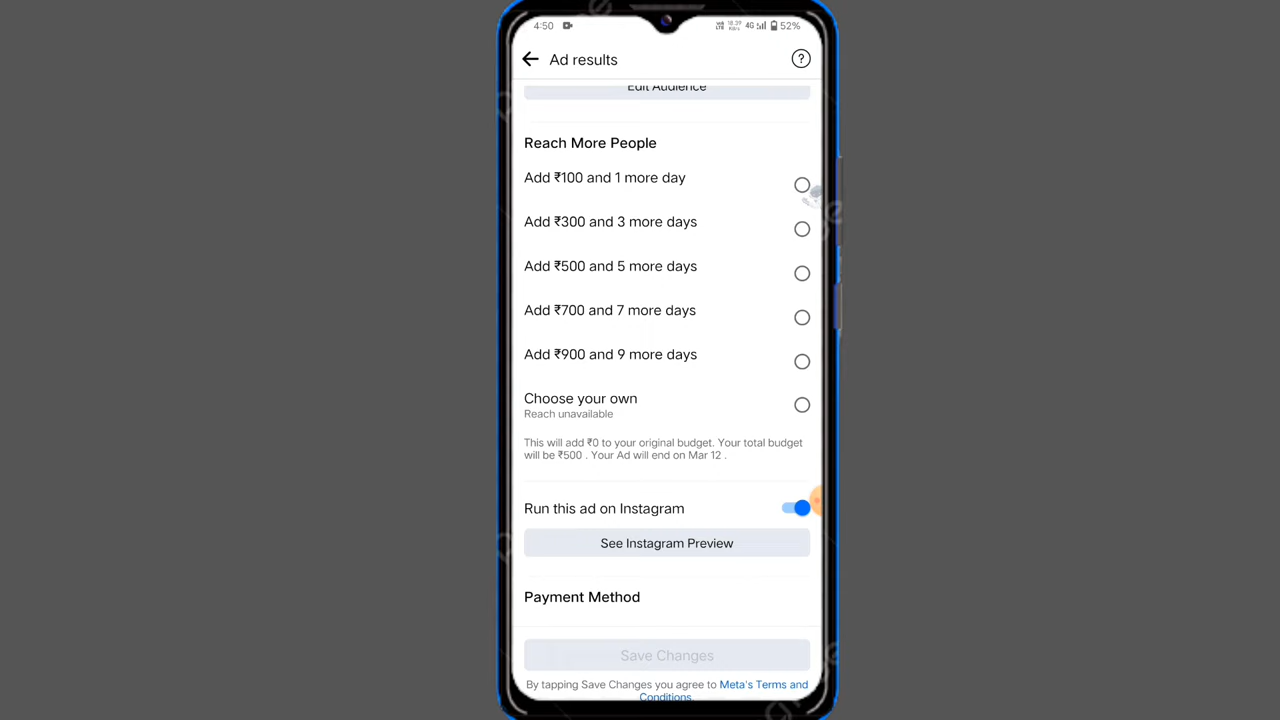 4:50
4G
52%
Ad results
?
Edit Audience
Reach More People
Add ₹100 and 1 more day
Add ₹300 and 3 more days
Add ₹500 and 5 more days
Add ₹700 and 7 more days
Add ₹900 and 9 more days
Choose your own
Reach unavailable
This will add ₹0 to your original budget. Your total budget
will be ₹500 . Your Ad will end on Mar 12 .
Run this ad on Instagram
See Instagram Preview
Payment Method
Save Changes
By tapping Save Changes you agree to Meta's Terms and
Conditions.